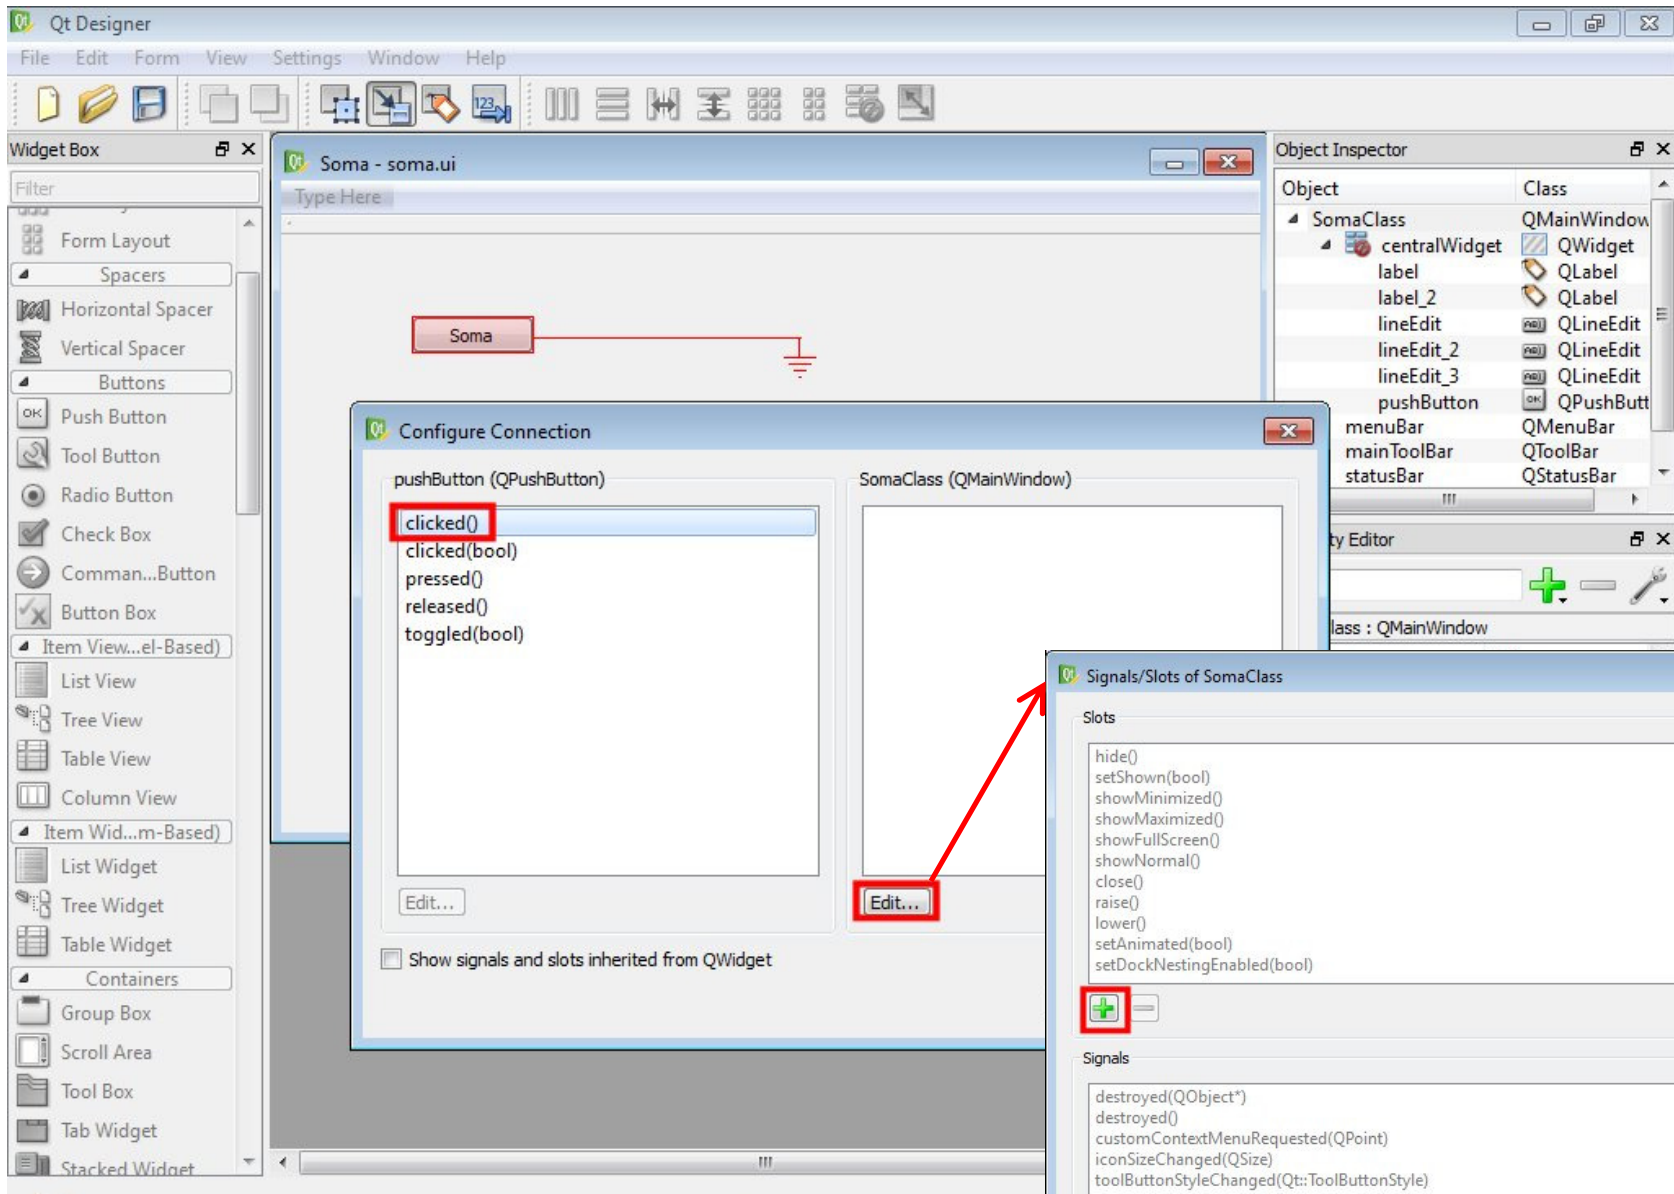 Qt Designer
File Edit Form View Settings Window Help
Widget Box
Filter
Form Layout
Spacers
Horizontal Spacer
Vertical Spacer
Buttons
Push Button
Tool Button
Radio Button
Check Box
Comman...Button
Button Box
Item View...el-Based)
List View
Tree View
Table View
Column View
Item Wid...m-Based)
List Widget
Tree Widget
Table Widget
Containers
Group Box
Scroll Area
Tool Box
Tab Widget
Stacked Widget
Soma - soma.ui
Type Here
Soma
Configure Connection
pushButton (QPushButton)
clicked()
clicked(bool)
pressed()
released()
toggled(bool)
Edit...
SomaClass (QMainWindow)
Edit...
Show signals and slots inherited from QWidget
Object Inspector
Object Class
SomaClass QMainWindow
centralWidget QWidget
label QLabel
label_2 QLabel
lineEdit QLineEdit
lineEdit_2 QLineEdit
lineEdit_3 QLineEdit
pushButton QPushButt
menuBar QMenuBar
mainToolBar QToolBar
statusBar QStatusBar
ty Editor
lass : QMainWindow
Signals/Slots of SomaClass
Slots
hide()
setShown(bool)
showMinimized()
showMaximized()
showFullScreen()
showNormal()
close()
raise()
lower()
setAnimated(bool)
setDockNestingEnabled(bool)
Signals
destroyed(QObject*)
destroyed()
customContextMenuRequested(QPoint)
iconSizeChanged(QSize)
toolButtonStyleChanged(Qt::ToolButtonStyle)